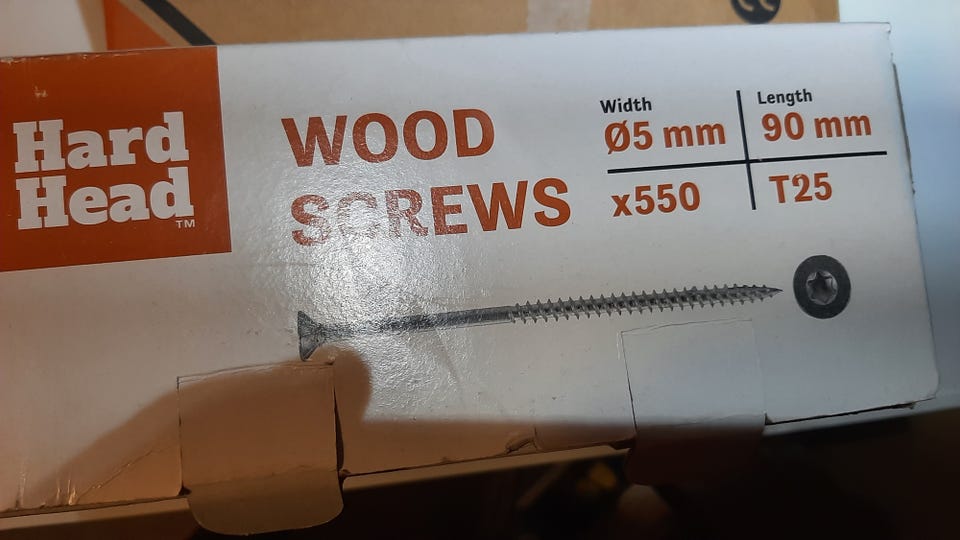 Hard
Head
TM
WOOD
SCREWS
Width
Ø5 mm
Length
90 mm
x550
T25